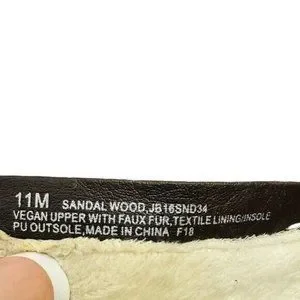 11M SANDAL WOOD,JB16SND34
VEGAN UPPER WITH FAUX FUR,TEXTILE LINING/INSOLE
PU OUTSOLE,MADE IN CHINA F18